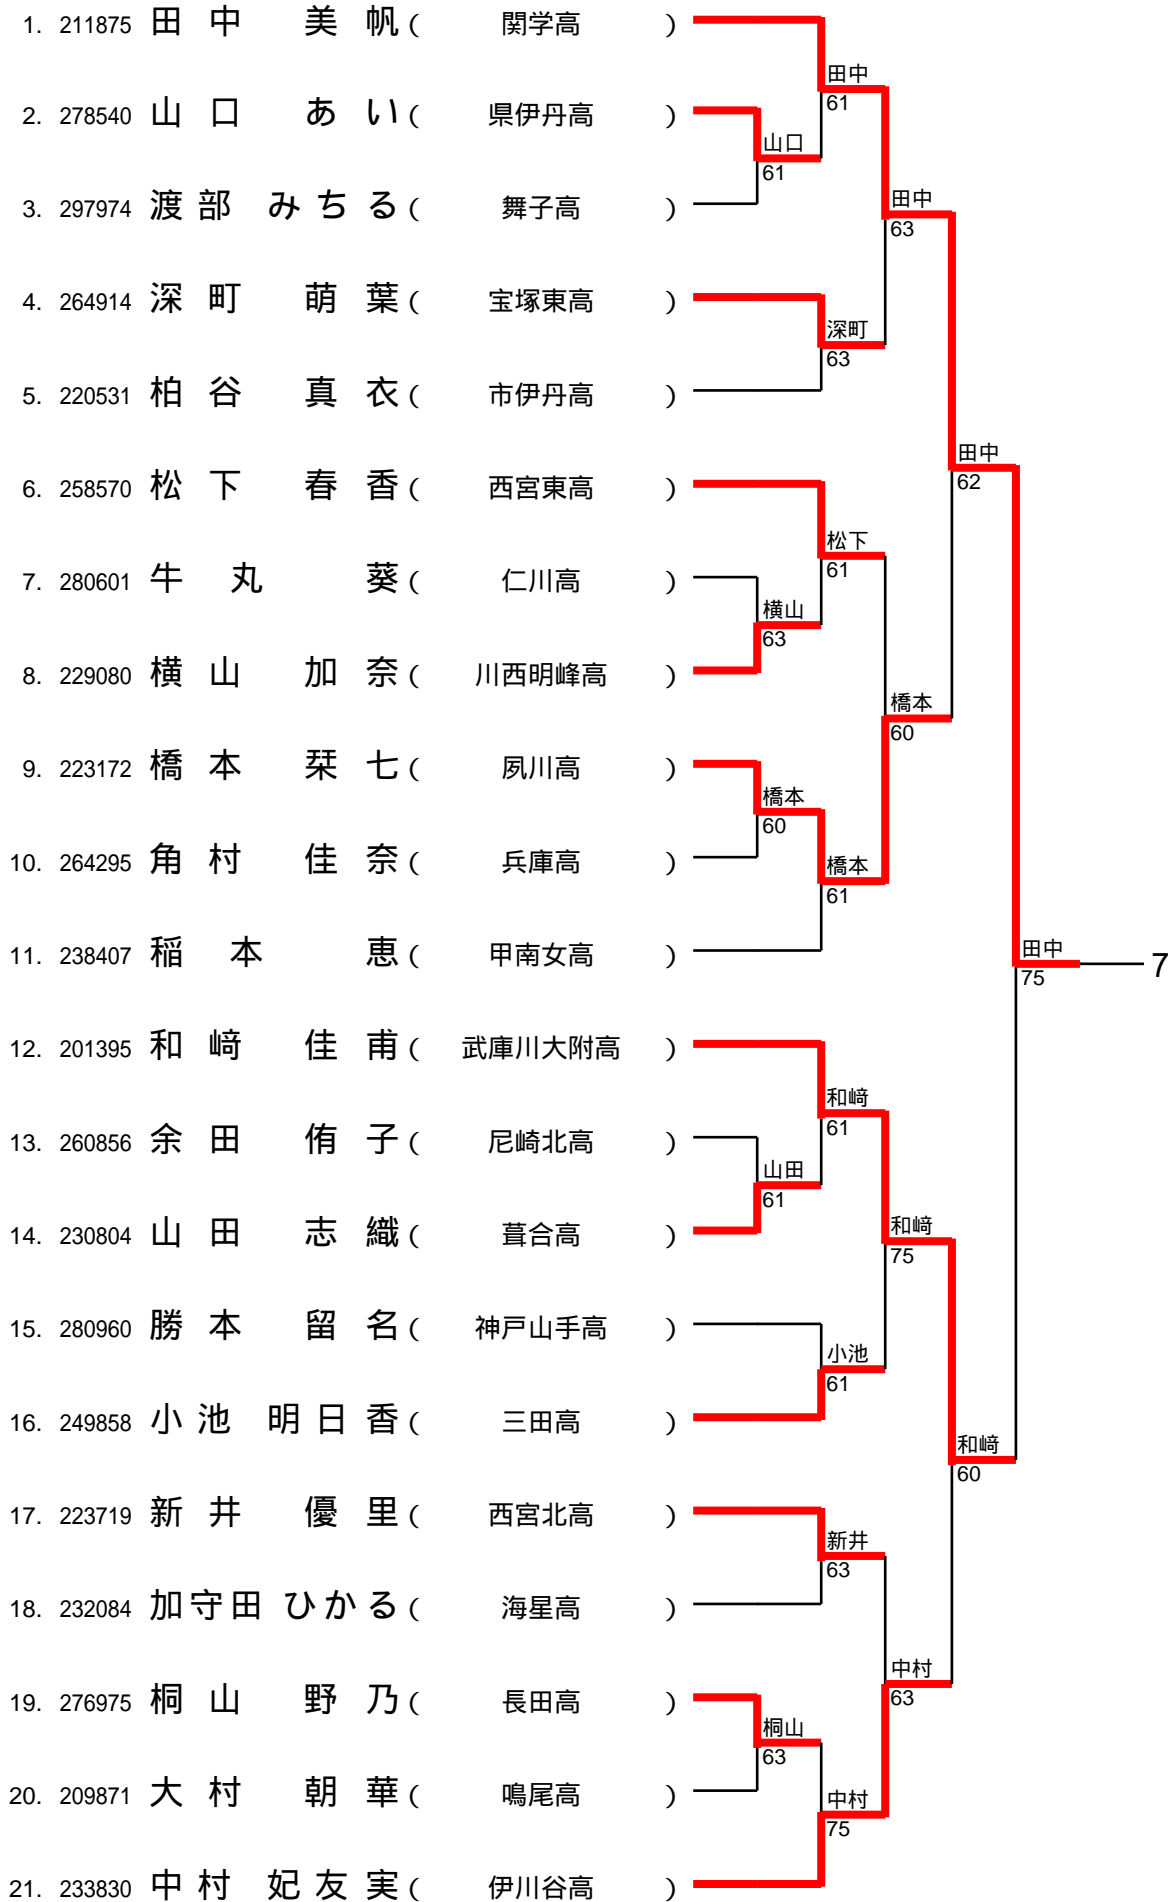 1. 211875 田中 美帆 ( 関学高 )
田中
2. 278540 山口 あい ( 県伊丹高 ) 61
山口
61
3. 297974 渡部 みちる ( 舞子高 ) 田中
63
4. 264914 深町 萌葉 ( 宝塚東高 )
深町
63
5. 220531 柏谷 真衣 ( 市伊丹高 )
田中
6. 258570 松下 春香 ( 西宮東高 ) 62
松下
7. 280601 牛丸 葵 ( 仁川高 ) 61
横山
63
8. 229080 横山 加奈 ( 川西明峰高 )
橋本
60
9. 223172 橋本 栞七 ( 夙川高 )
橋本
60
10. 264295 角村 佳奈 ( 兵庫高 ) 橋本
61
11. 238407 稲本 恵 ( 甲南女高 ) 田中
7
75
12. 201395 和﨑 佳甫 ( 武庫川大附高 )
和﨑
13. 260856 余田 侑子 ( 尼崎北高 ) 61
山田
61
14. 230804 山田 志織 ( 葺合高 ) 和﨑
75
15. 280960 勝本 留名 ( 神戸山手高 )
小池
61
16. 249858 小池 明日香 ( 三田高 )
和﨑
60
17. 223719 新井 優里 ( 西宮北高 )
新井
63
18. 232084 加守田 ひかる ( 海星高 )
中村
19. 276975 桐山 野乃 ( 長田高 ) 63
桐山
63
20. 209871 大村 朝華 ( 鳴尾高 ) 中村
75
21. 233830 中村 妃友実 ( 伊川谷高 )